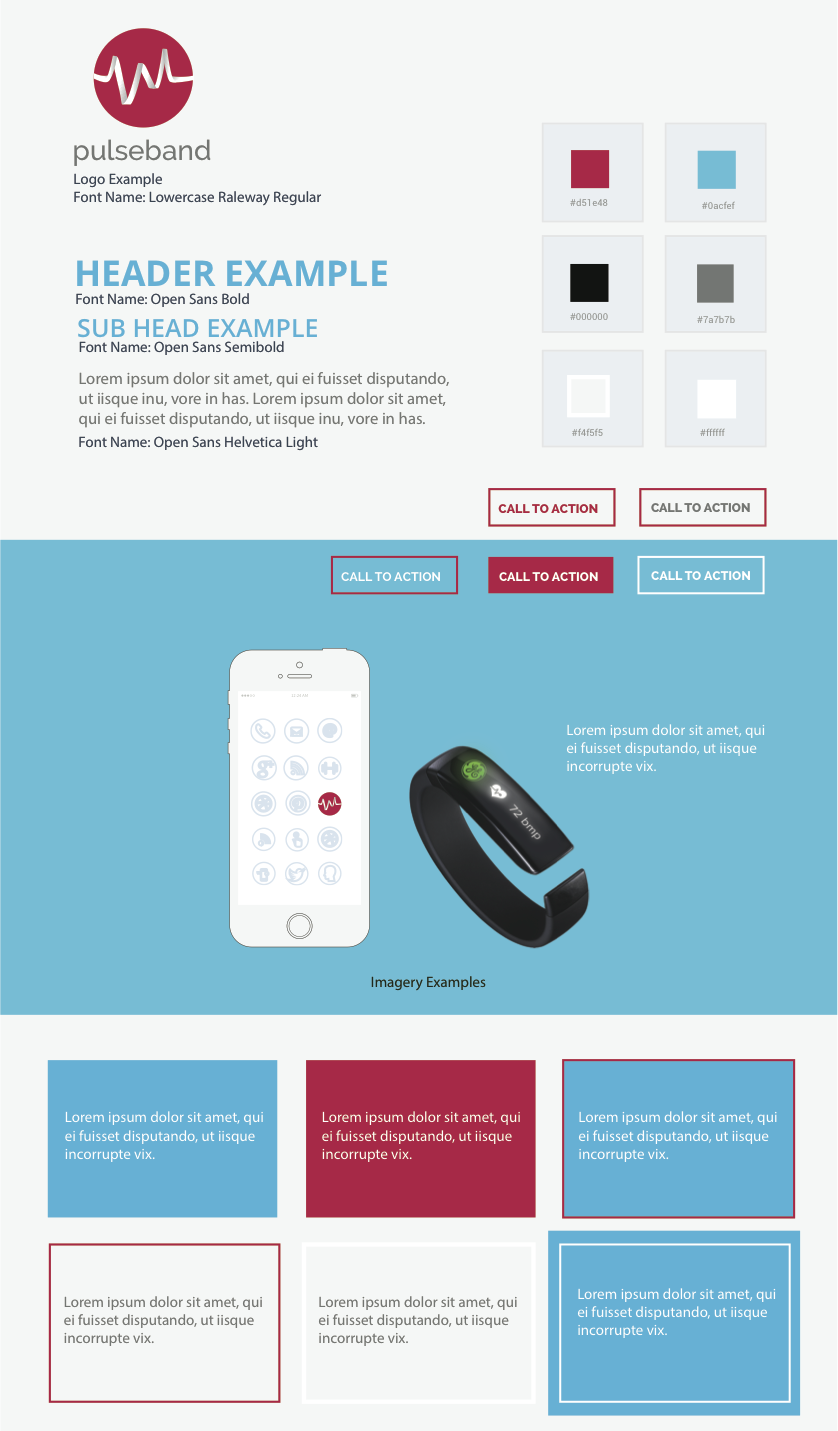 pulseband
Logo Example
Font Name: Lowercase Raleway Regular
#d51e48
#0acfef
HEADER EXAMPLE
Font Name: Open Sans Bold
SUB HEAD EXAMPLE
Font Name: Open Sans Semibold
#000000
#7a7b7b
Lorem ipsum dolor sit amet, qui ei fuisset disputando,
ut iisque inu, vore in has. Lorem ipsum dolor sit amet,
qui ei fuisset disputando, ut iisque inu, vore in has.
Font Name: Open Sans Helvetica Light
#f4f5f5
#ffffff
CALL TO ACTION
CALL TO ACTION
CALL TO ACTION
CALL TO ACTION
CALL TO ACTION
72 bmp
Lorem ipsum dolor sit amet, qui
ei fuisset disputando, ut iisque
incorrupte vix.
Imagery Examples
Lorem ipsum dolor sit amet, qui
ei fuisset disputando, ut iisque
incorrupte vix.
Lorem ipsum dolor sit amet, qui
ei fuisset disputando, ut iisque
incorrupte vix.
Lorem ipsum dolor sit amet, qui
ei fuisset disputando, ut iisque
incorrupte vix.
Lorem ipsum dolor sit amet, qui
ei fuisset disputando, ut iisque
incorrupte vix.
Lorem ipsum dolor sit amet, qui
ei fuisset disputando, ut iisque
incorrupte vix.
Lorem ipsum dolor sit amet, qui
ei fuisset disputando, ut iisque
incorrupte vix.